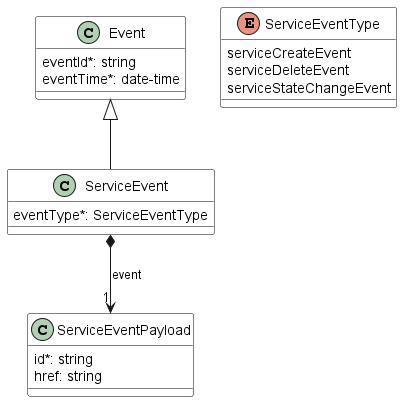 C Event
eventId*: string
eventTime*: date-time
E ServiceEventType
serviceCreateEvent
serviceDeleteEvent
serviceStateChangeEvent
C ServiceEvent
eventType*: ServiceEventType
event
1
C ServiceEventPayload
id*: string
href: string